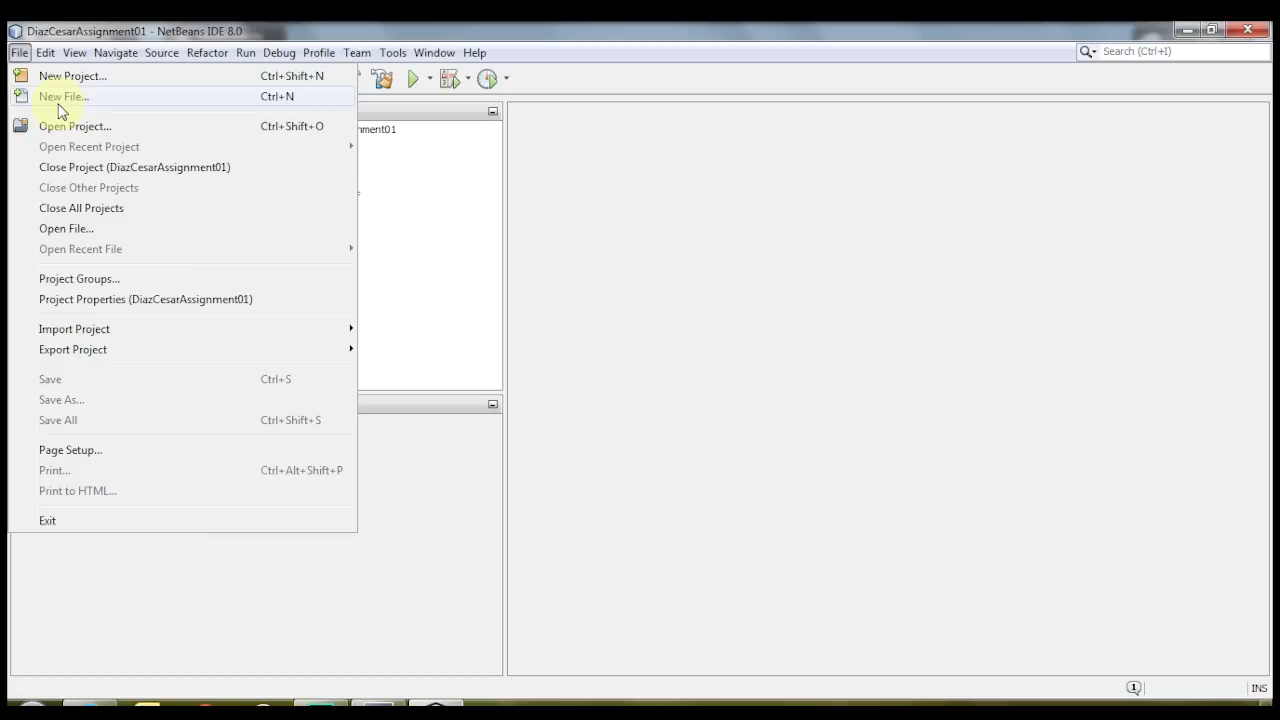 DiazCesarAssignment01 - NetBeans IDE 8.0
File Edit View Navigate Source Refactor Run Debug Profile Team Tools Window Help
Search (Ctrl+I)
New Project... Ctrl+Shift+N
New File... Ctrl+N
Open Project... Ctrl+Shift+O
nment01
Open Recent Project
Close Project (DiazCesarAssignment01)
Close Other Projects
Close All Projects
Open File...
Open Recent File
Project Groups...
Project Properties (DiazCesarAssignment01)
Import Project
Export Project
Save Ctrl+S
Save As...
Save All Ctrl+Shift+S
Page Setup...
Print... Ctrl+Alt+Shift+P
Print to HTML...
Exit
1
INS